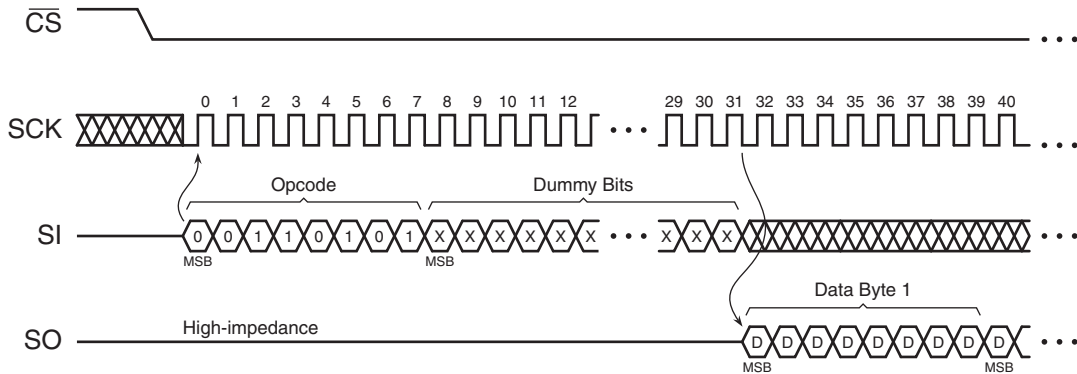 CS
0 1 2 3 4 5 6 7 8 9 10 11 12 29 30 31 32 33 34 35 36 37 38 39 40
SCK
Opcode Dummy Bits
SI 0 0 1 1 0 1 0 1 X X X X X X X X X
MSB MSB
Data Byte 1
High-impedance
SO D D D D D D D D D
MSB MSB